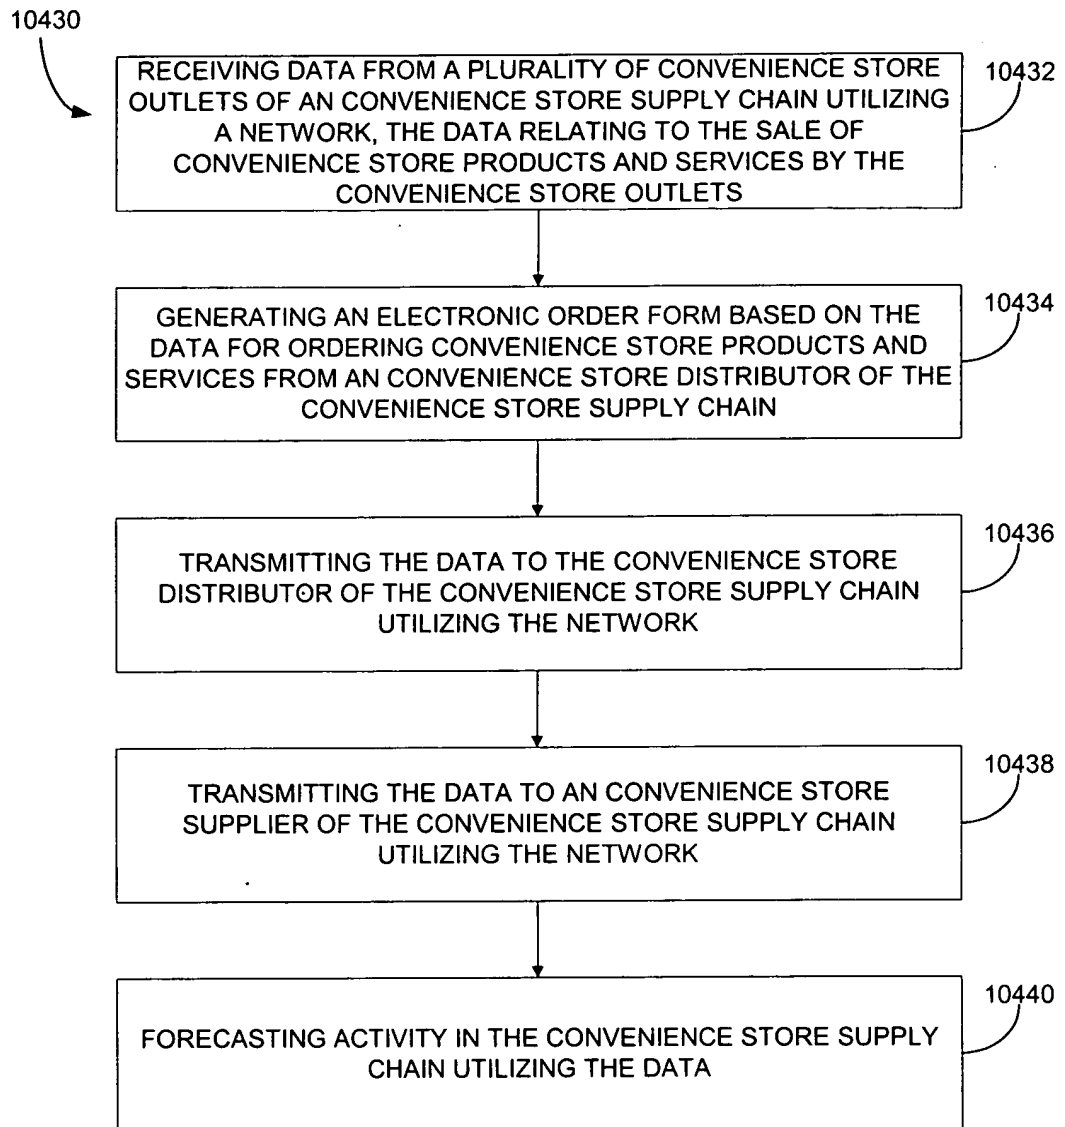 10430
RECEIVING DATA FROM A PLURALITY OF CONVENIENCE STORE
OUTLETS OF AN CONVENIENCE STORE SUPPLY CHAIN UTILIZING
A NETWORK, THE DATA RELATING TO THE SALE OF
CONVENIENCE STORE PRODUCTS AND SERVICES BY THE
CONVENIENCE STORE OUTLETS
10432
GENERATING AN ELECTRONIC ORDER FORM BASED ON THE
DATA FOR ORDERING CONVENIENCE STORE PRODUCTS AND
SERVICES FROM AN CONVENIENCE STORE DISTRIBUTOR OF THE
CONVENIENCE STORE SUPPLY CHAIN
10434
TRANSMITTING THE DATA TO THE CONVENIENCE STORE
DISTRIBUTOR OF THE CONVENIENCE STORE SUPPLY CHAIN
UTILIZING THE NETWORK
10436
TRANSMITTING THE DATA TO AN CONVENIENCE STORE
SUPPLIER OF THE CONVENIENCE STORE SUPPLY CHAIN
UTILIZING THE NETWORK
10438
FORECASTING ACTIVITY IN THE CONVENIENCE STORE SUPPLY
CHAIN UTILIZING THE DATA
10440